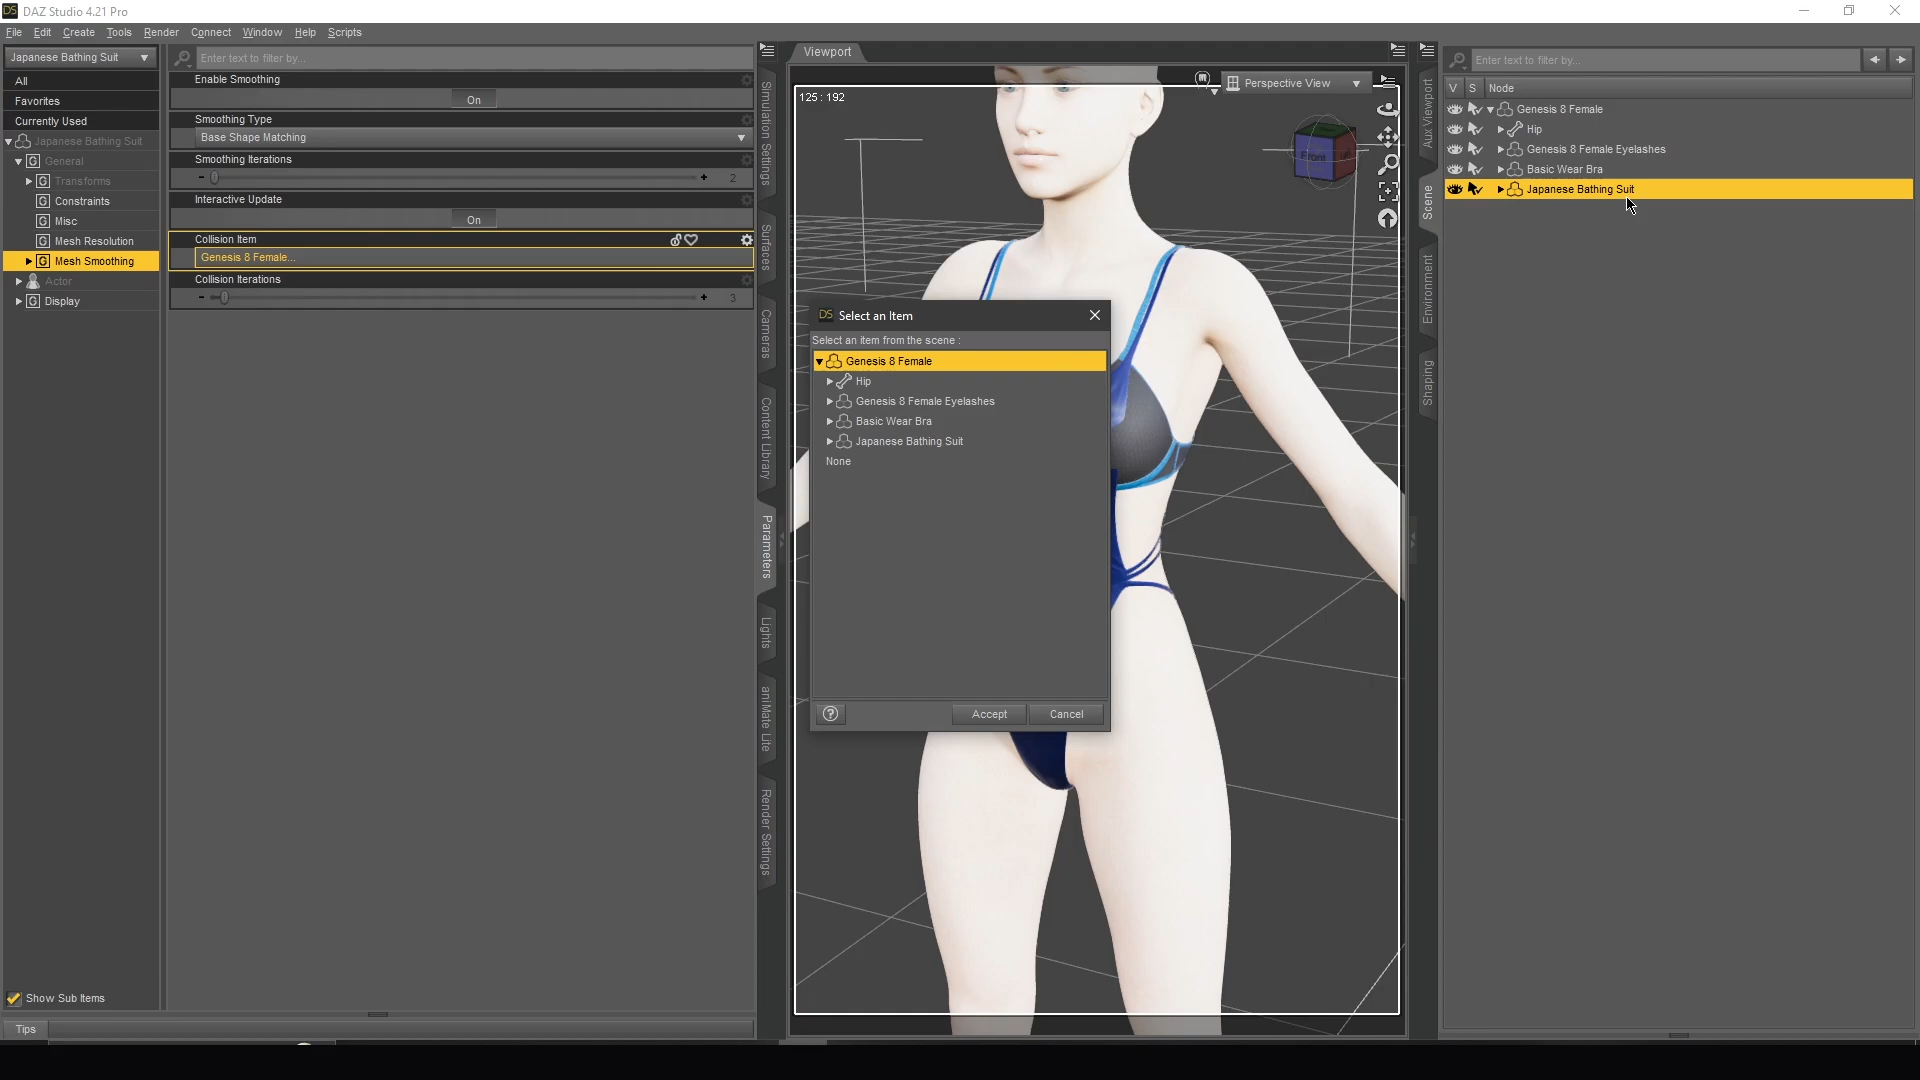 DAZ Studio 4.21 Pro
File Edit Create Tools Render Connect Window Help Scripts
Japanese Bathing Suit
All
Favorites
Currently Used
Japanese Bathing Suit
General
Transforms
Constraints
Misc
Mesh Resolution
Mesh Smoothing
Actor
Display
Show Sub Items
Tips
Enter text to filter by...
Enable Smoothing
On
Smoothing Type
Base Shape Matching
Smoothing Iterations
- + 2
Interactive Update
On
Collision Item
Genesis 8 Female...
Collision Iterations
- + 3
Simulation Settings
Surfaces
Cameras
Content Library
Parameters
Lights
aniMate Lite
Render Settings
Viewport
125 : 192
Perspective View
Front
Select an Item
Select an item from the scene :
Genesis 8 Female
Hip
Genesis 8 Female Eyelashes
Basic Wear Bra
Japanese Bathing Suit
None
Accept
Cancel
Aux Viewport
Scene
Environment
Shaping
Enter text to filter by...
V S Node
Genesis 8 Female
Hip
Genesis 8 Female Eyelashes
Basic Wear Bra
Japanese Bathing Suit